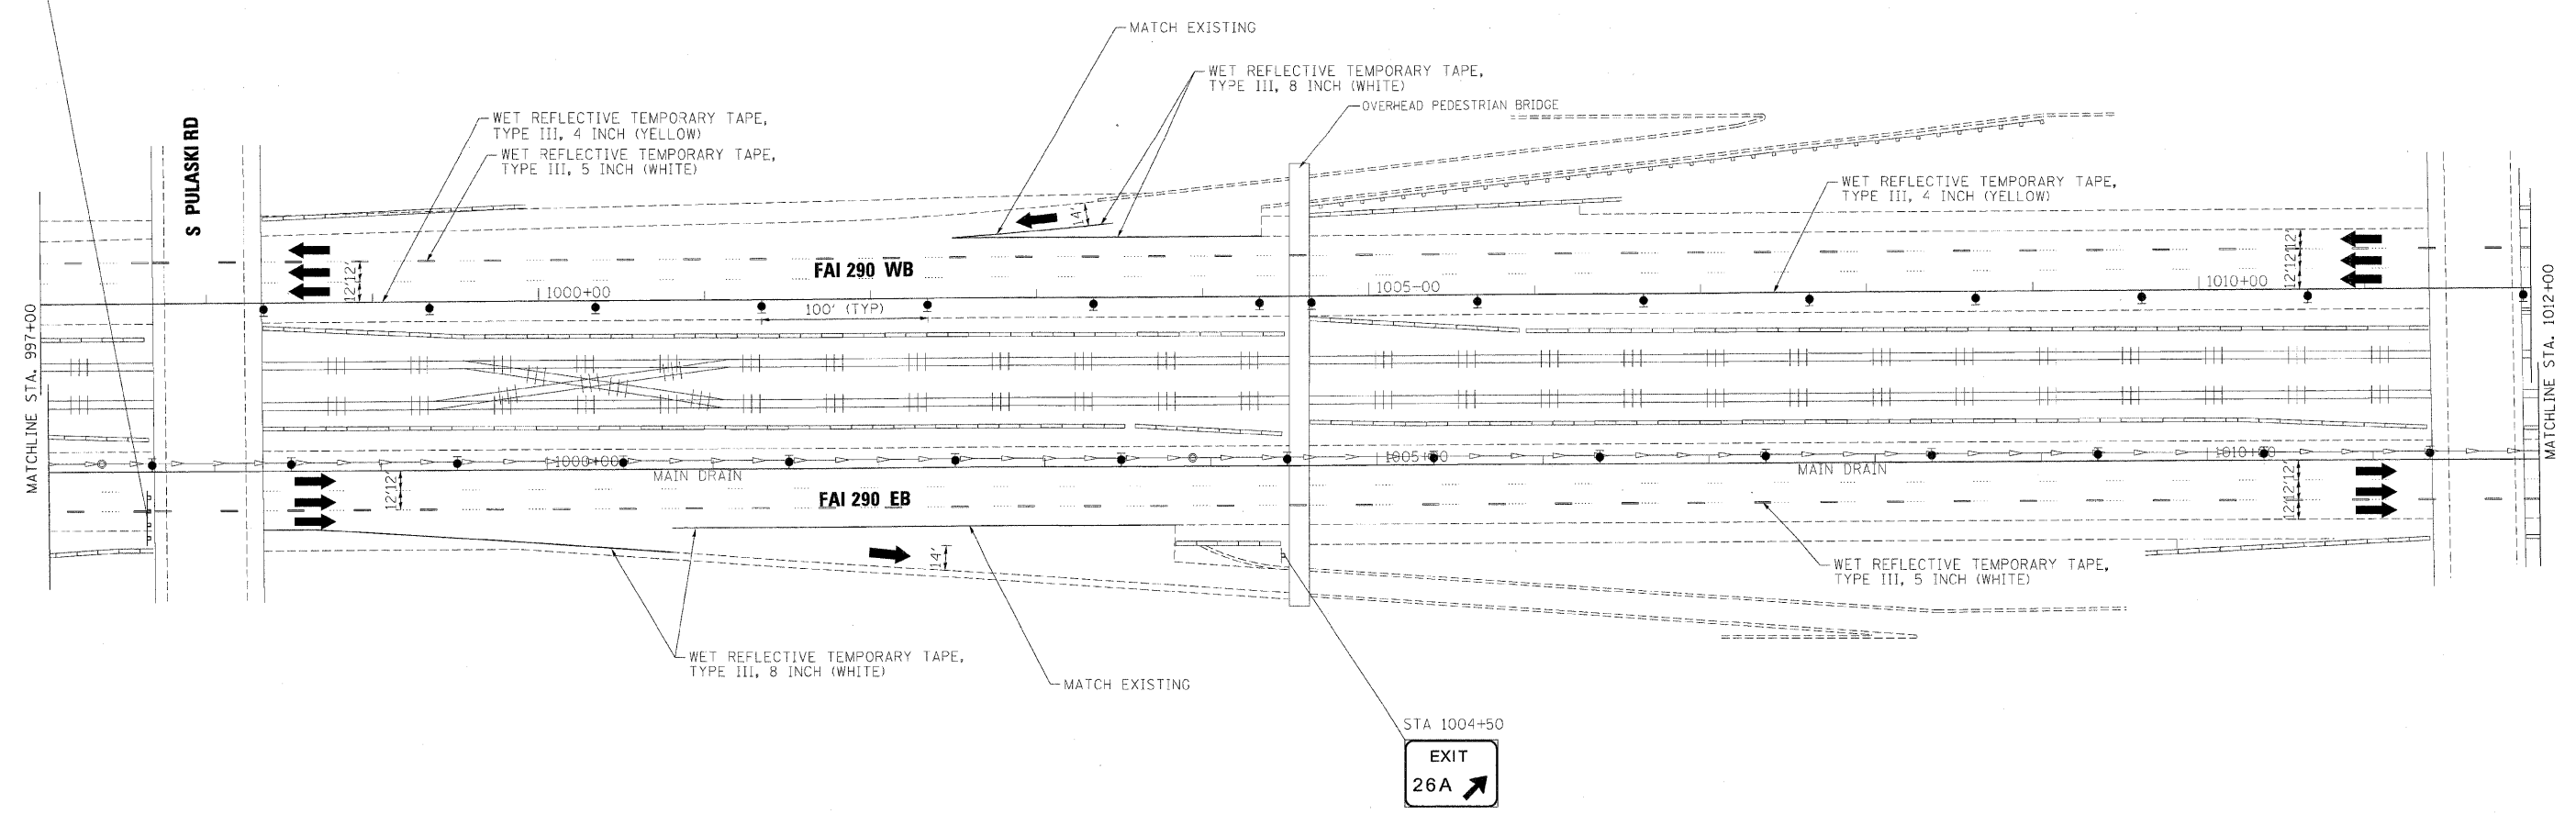 MATCH EXISTING
WET REFLECTIVE TEMPORARY TAPE,
TYPE III, 8 INCH (WHITE)
OVERHEAD PEDESTRIAN BRIDGE
WET REFLECTIVE TEMPORARY TAPE,
TYPE III, 4 INCH (YELLOW)
WET REFLECTIVE TEMPORARY TAPE,
TYPE III, 5 INCH (WHITE)
S PULASKI RD
WET REFLECTIVE TEMPORARY TAPE,
TYPE III, 4 INCH (YELLOW)
14'
FAI 290 WB
12'12'
12'12'12'
1000+00
1005+00
1010+00
100' (TYP)
MATCHLINE STA. 997+00
MATCHLINE STA. 1012+00
1000+00
1005+00
1010+00
MAIN DRAIN
MAIN DRAIN
12'12'
12'12'12'
FAI 290 EB
14'
WET REFLECTIVE TEMPORARY TAPE,
TYPE III, 5 INCH (WHITE)
WET REFLECTIVE TEMPORARY TAPE,
TYPE III, 8 INCH (WHITE)
MATCH EXISTING
STA 1004+50
EXIT
26A